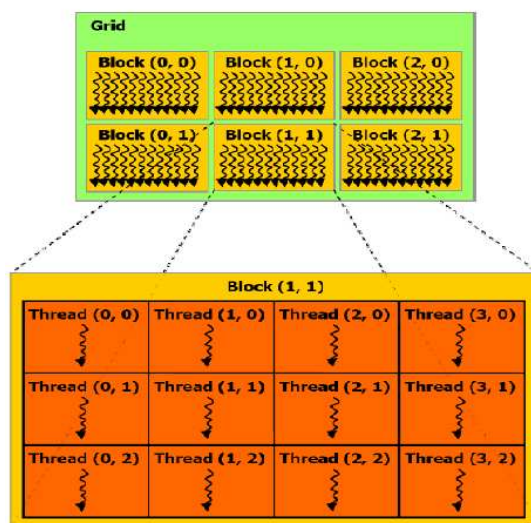 Grid
Block (0, 0) Block (1, 0) Block (2, 0)
Block (0, 1) Block (1, 1) Block (2, 1)
Block (1, 1)
Thread (0, 0) Thread (1, 0) Thread (2, 0) Thread (3, 0)
Thread (0, 1) Thread (1, 1) Thread (2, 1) Thread (3, 1)
Thread (0, 2) Thread (1, 2) Thread (2, 2) Thread (3, 2)